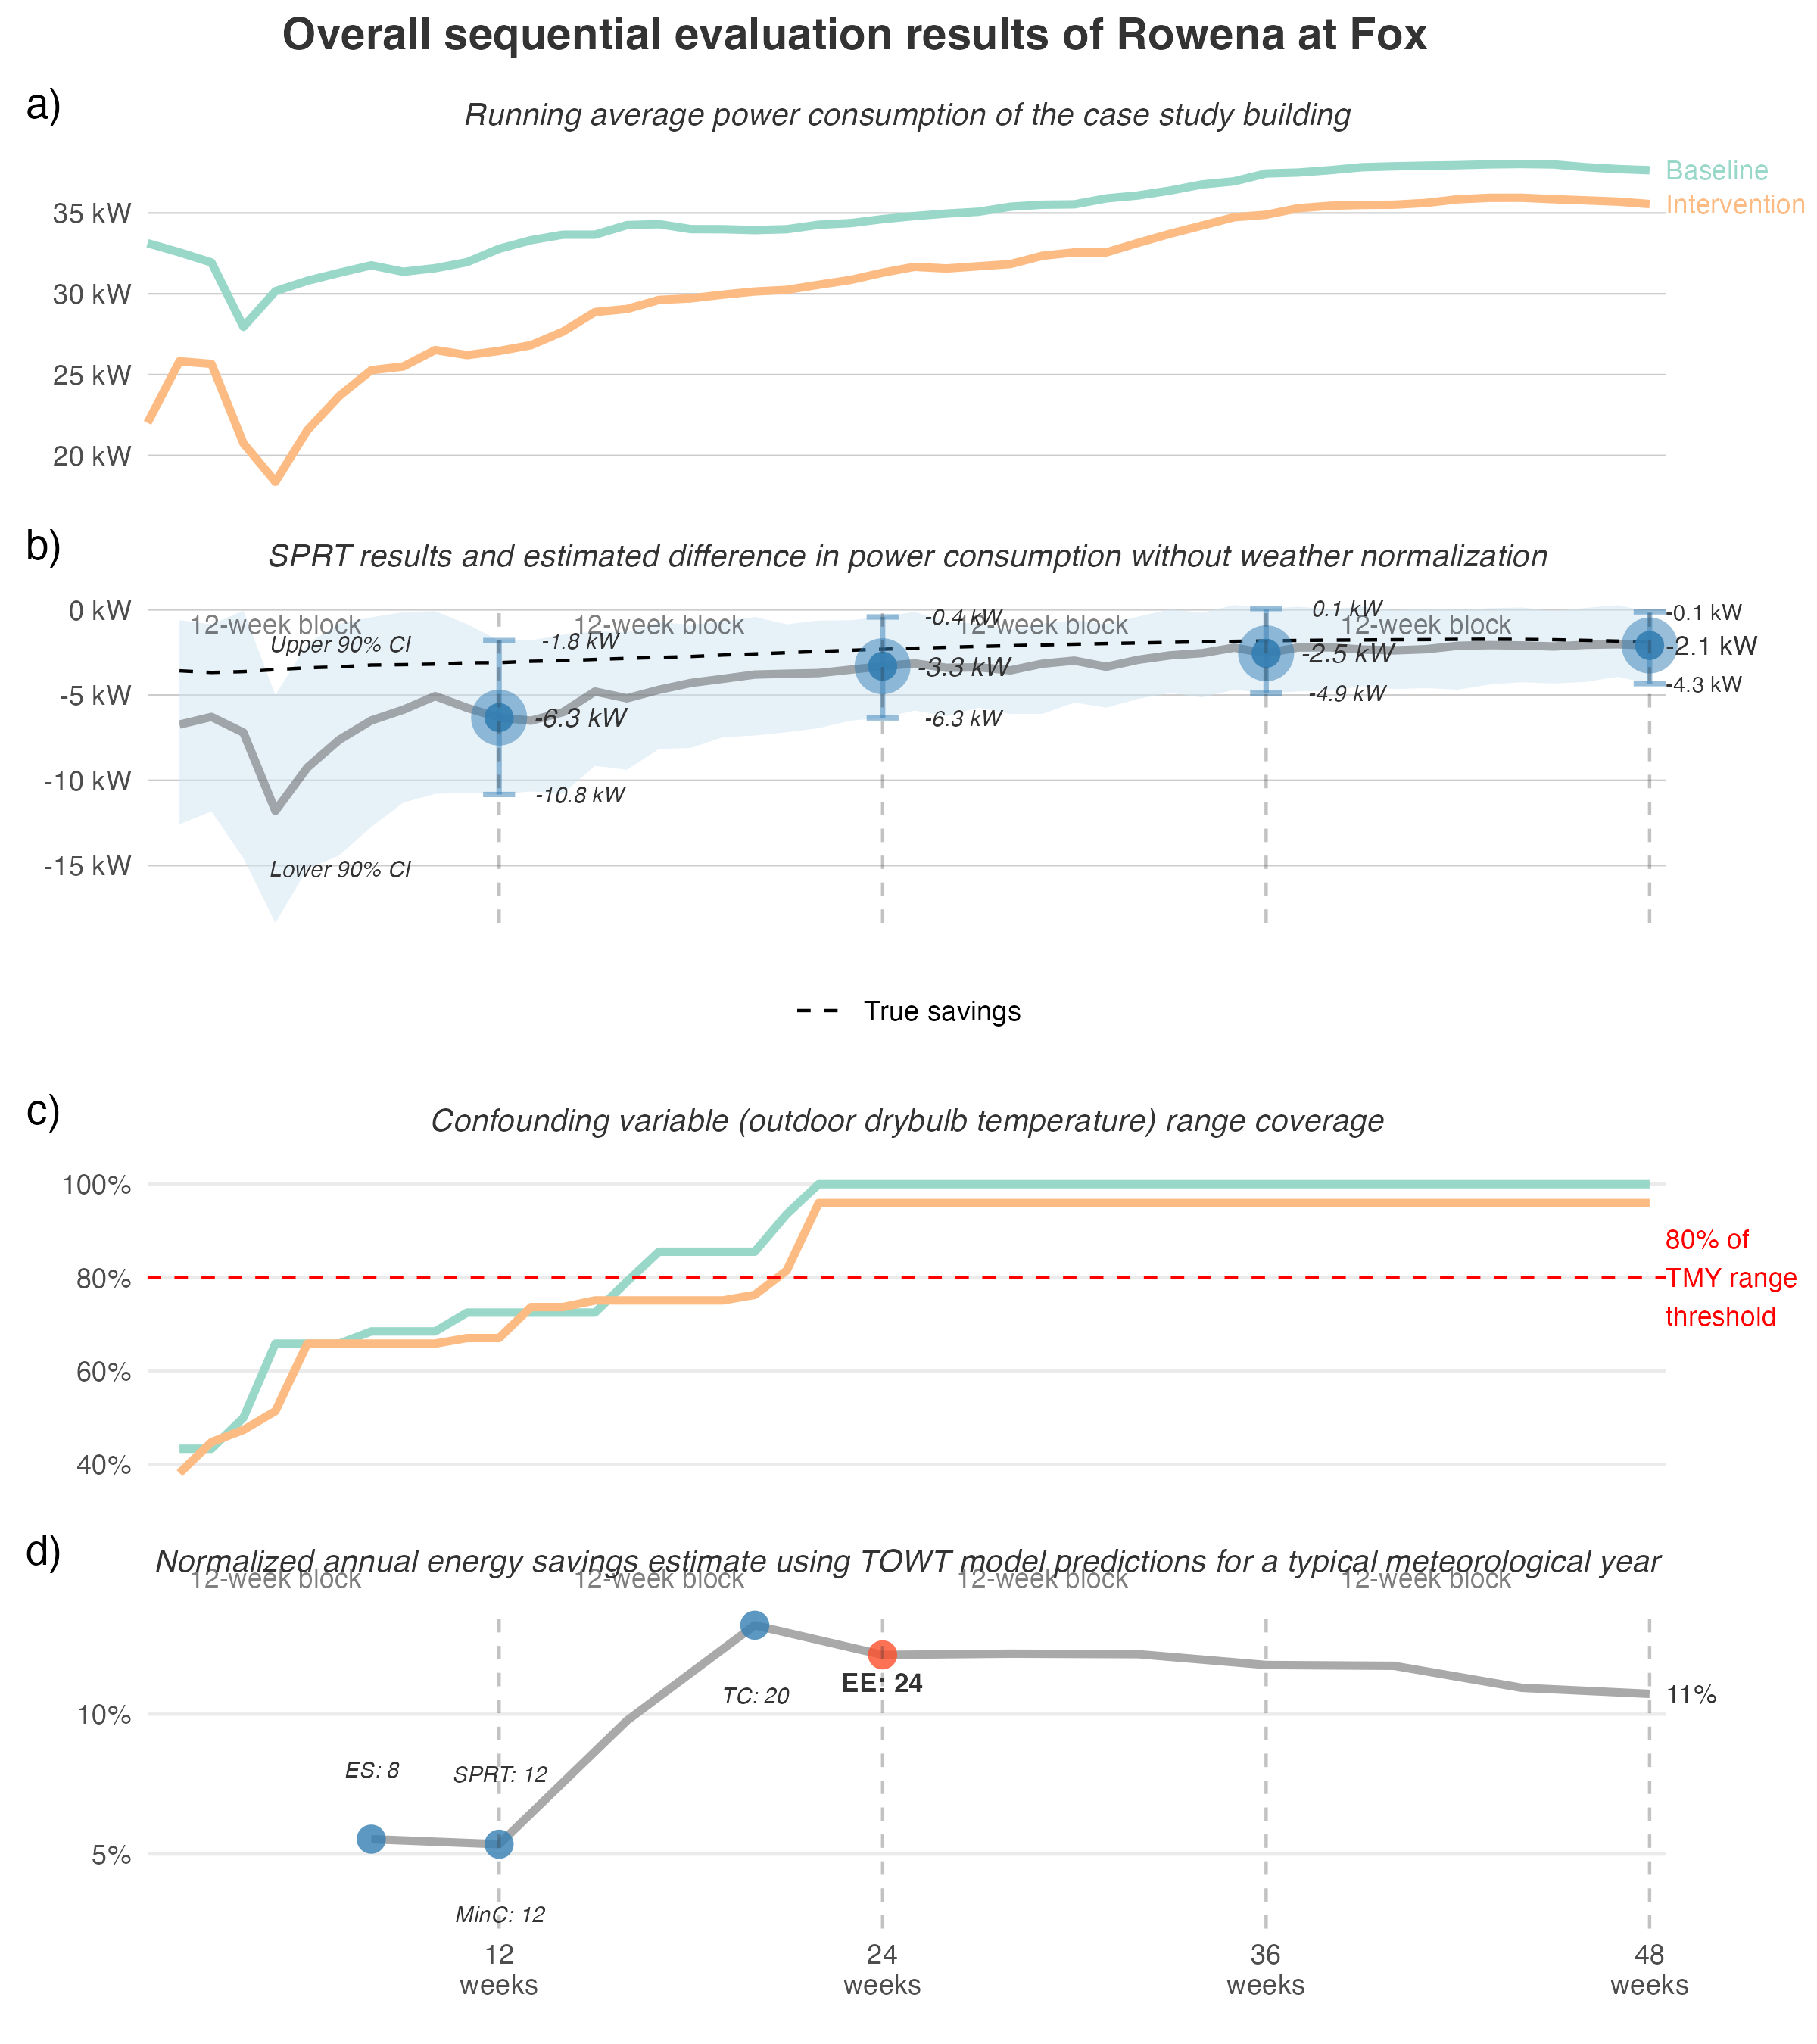 Overall sequential evaluation results of Rowena at Fox
a)
Running average power consumption of the case study building
Baseline
35 kW
Intervention
30 kW
25 kW
20 kW
b)
SPRT results and estimated difference in power consumption without weather normalization
0 kW
12-week block
12-week block
12-week block
12-week block
Upper 90% CI
-1.8 kW
-0.4 kW
0.1 kW
-0.1 kW
-6.3 kW
-3.3 kW
-2.5 kW
-2.1 kW
-5 kW
-10.8 kW
-6.3 kW
-4.9 kW
-4.3 kW
-10 kW
-15 kW
Lower 90% CI
True savings
c)
Confounding variable (outdoor drybulb temperature) range coverage
100%
80%
60%
40%
80% of
TMY range
threshold
d)
Normalized annual energy savings estimate using TOWT model predictions for a typical meteorological year
12-week block
12-week block
12-week block
12-week block
TC: 20
EE: 24
11%
10%
ES: 8
SPRT: 12
5%
MinC: 12
12
weeks
24
weeks
36
weeks
48
weeks